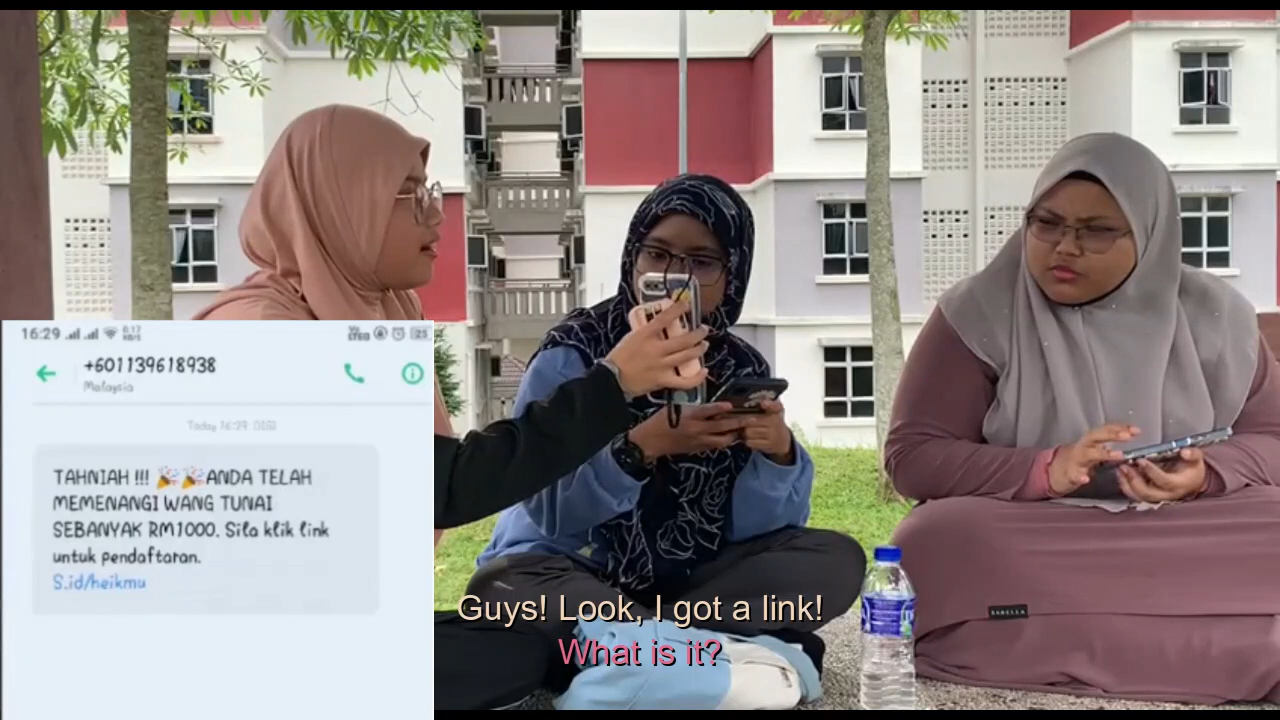 16:29
+601139618938
Malaysia
Today 16:29
TAHNIAH !!! 🎉🎉ANDA TELAH
MEMENANGI WANG TUNAI
SEBANYAK RM1000. Sila klik link
untuk pendaftaran.
S.id/heikmu
Guys! Look, I got a link!
What is it?